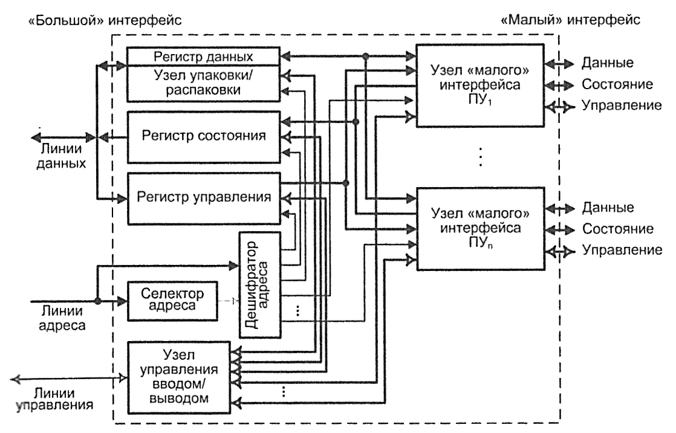 «Большой» интерфейс
«Малый» интерфейс
Регистр данных
Узел упаковки/
распаковки
Регистр состояния
Регистр управления
Линии
данных
Селектор
адреса
Дешифратор
адреса
Линии
адреса
Узел
управления
вводом/
выводом
Линии
управления
Узел «малого»
интерфейса
ПУ₁
Данные
Состояние
Управление
Узел «малого»
интерфейса
ПУₙ
Данные
Состояние
Управление